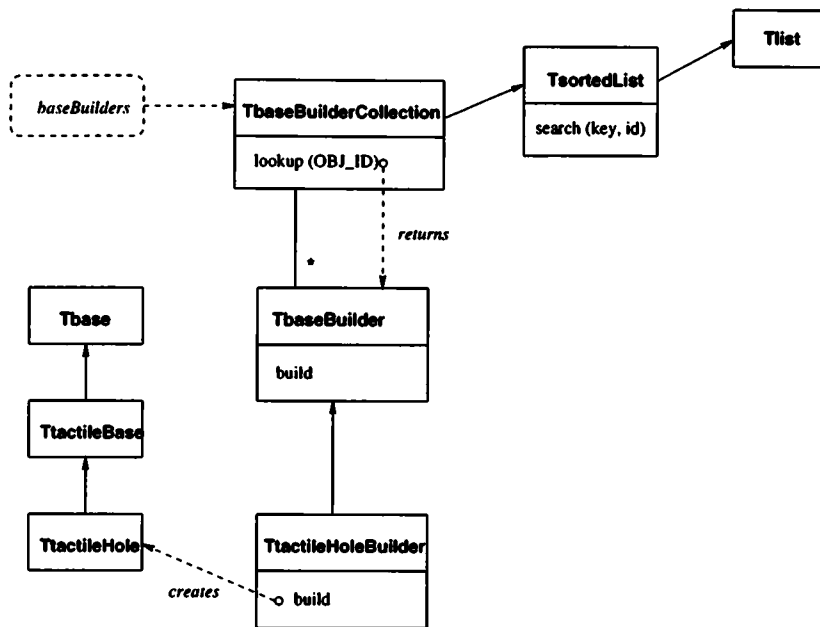 Tlist
TsortedList
baseBuilders
TbaseBuilderCollection
search (key, id)
lookup (OBJ_ID)
returns
*
Tbase
TbaseBuilder
build
TtactileBase
TtactileHole
TtactileHoleBuilder
creates
build